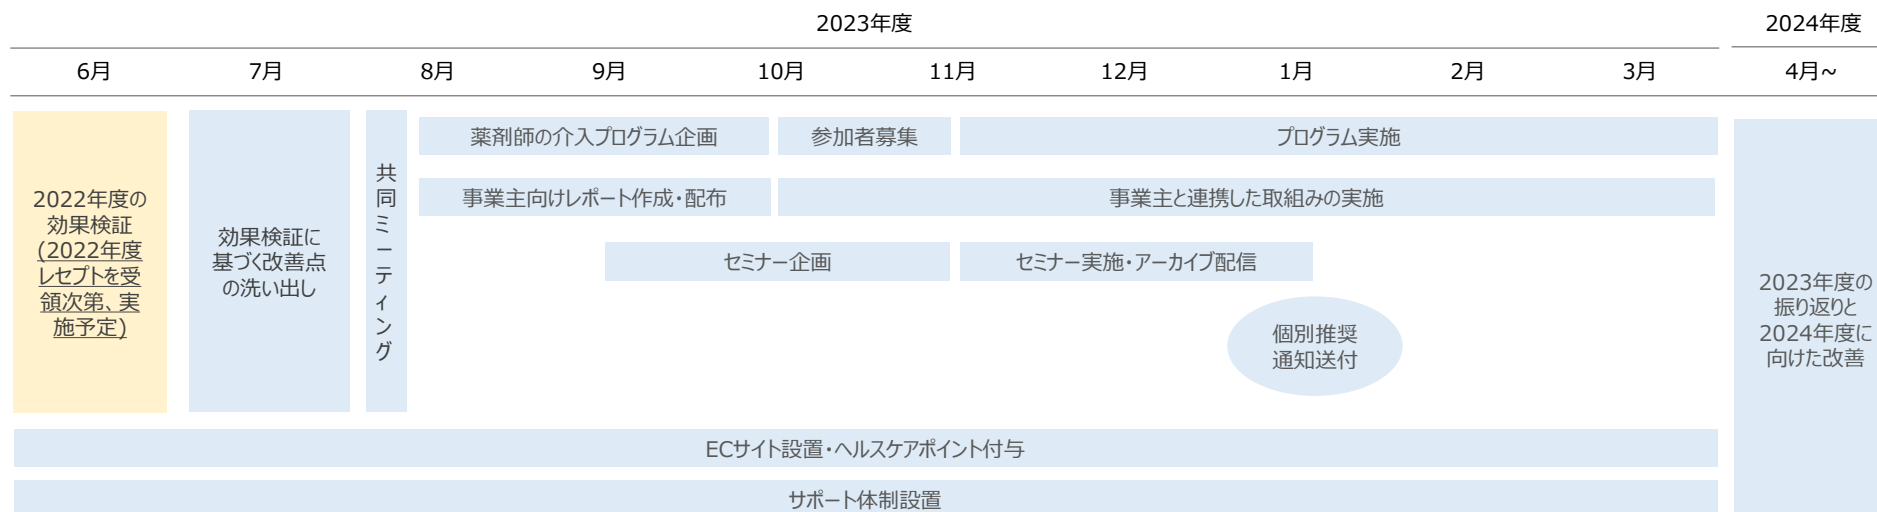 2023年度
2024年度
6月
7月
8月
9月
10月
11月
12月
1月
2月
3月
4月~
2022年度の
効果検証
(2022年度
レセプトを受
領次第、実
施予定)
効果検証に
基づく改善点
の洗い出し
共同ミーティング
薬剤師の介入プログラム企画
参加者募集
プログラム実施
事業主向けレポート作成・配布
事業主と連携した取組みの実施
セミナー企画
セミナー実施・アーカイブ配信
個別推奨
通知送付
2023年度の
振り返りと
2024年度に
向けた改善
ECサイト設置・ヘルスケアポイント付与
サポート体制設置